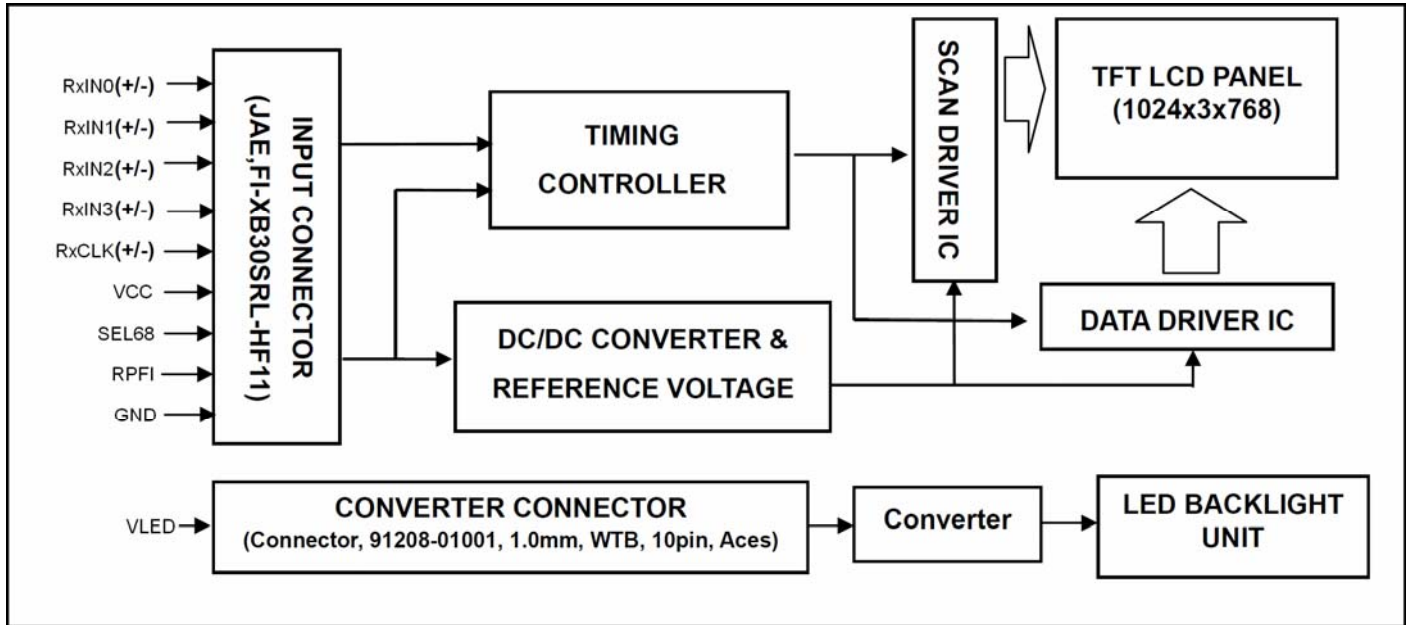 RxIN0(+/-)
RxIN1(+/-)
RxIN2(+/-)
RxIN3(+/-)
RxCLK(+/-)
VCC
SEL68
RPFI
GND
INPUT CONNECTOR
(JAE,FI-XB30SRL-HF11)
TIMING
CONTROLLER
DC/DC CONVERTER &
REFERENCE VOLTAGE
SCAN DRIVER IC
TFT LCD PANEL
(1024x3x768)
DATA DRIVER IC
VLED
CONVERTER CONNECTOR
(Connector, 91208-01001, 1.0mm, WTB, 10pin, Aces)
Converter
LED BACKLIGHT
UNIT